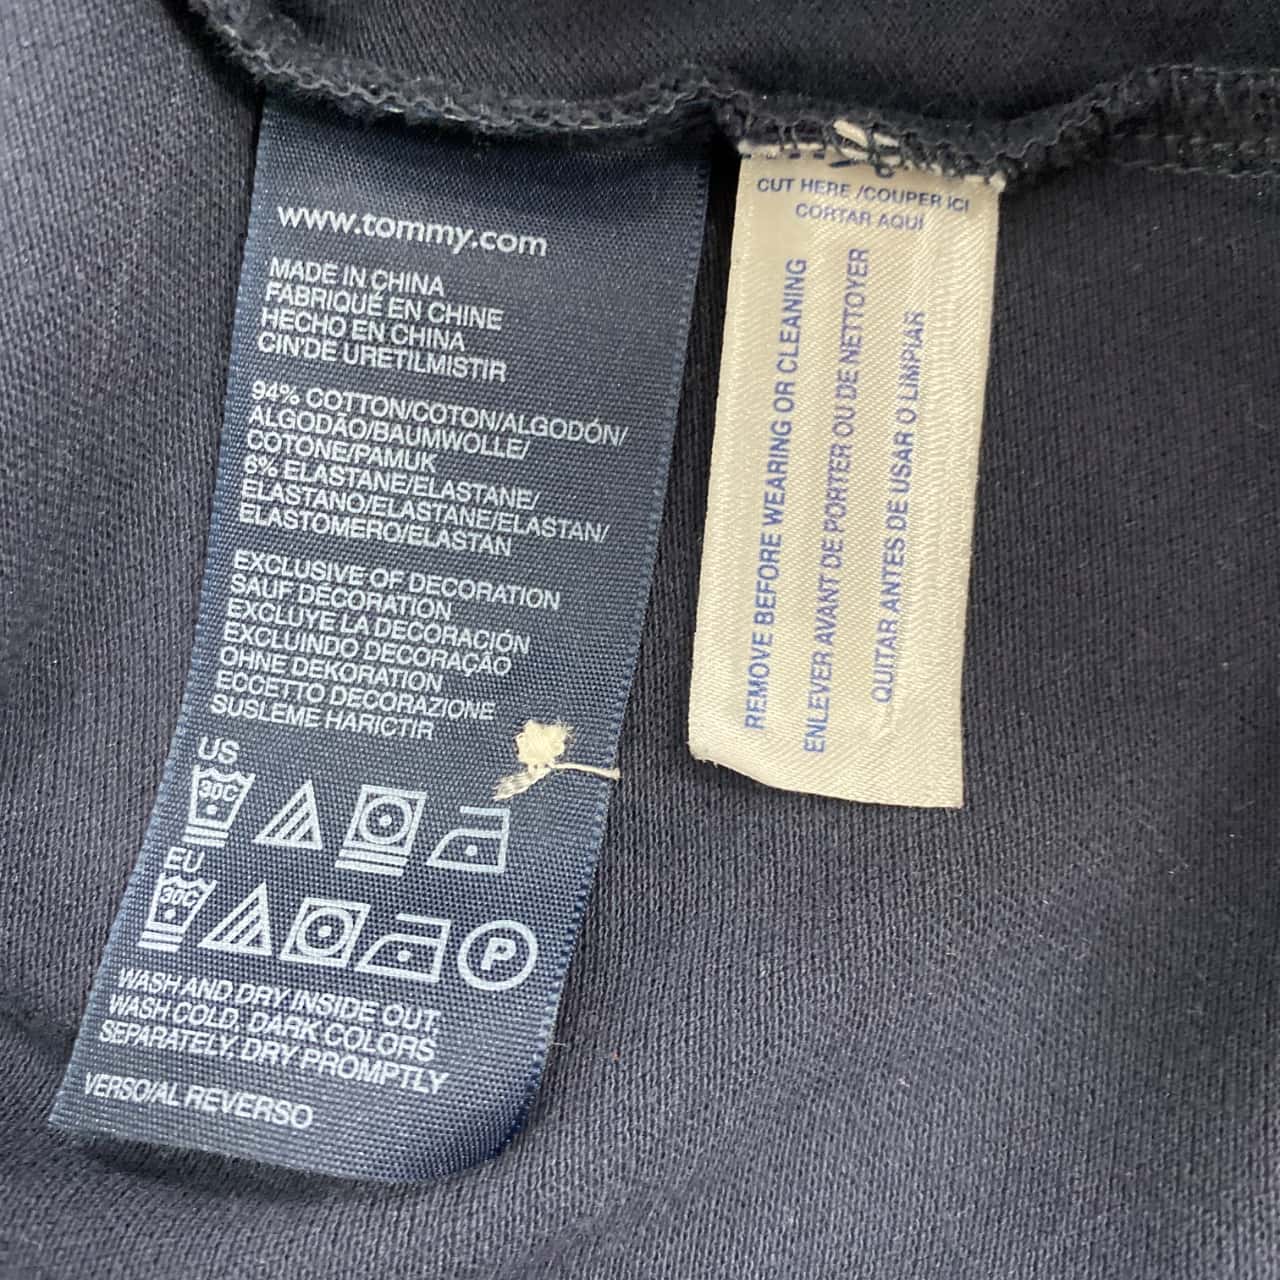 www.tommy.com
MADE IN CHINA
FABRIQUÉ EN CHINE
HECHO EN CHINA
CIN'DE URETILMISTIR
94% COTTON/COTON/ALGODÓN/
ALGODÃO/BAUMWOLLE/
COTONE/PAMUK
6% ELASTANE/ELASTANE/
ELASTANO/ELASTANE/ELASTAN/
ELASTOMERO/ELASTAN
EXCLUSIVE OF DECORATION
SAUF DÉCORATION
EXCLUYE LA DECORACIÓN
EXCLUINDO DECORAÇÃO
OHNE DEKORATION
ECCETTO DECORAZIONE
SUSLEME HARICTIR
US
30C
EU
30C
P
WASH AND DRY INSIDE OUT,
WASH COLD, DARK COLORS
SEPARATELY, DRY PROMPTLY
VERSO/AL REVERSO
CUT HERE /COUPER ICI
CORTAR AQUÍ
REMOVE BEFORE WEARING OR CLEANING
ENLEVER AVANT DE PORTER OU DE NETTOYER
QUITAR ANTES DE USAR O LIMPIAR